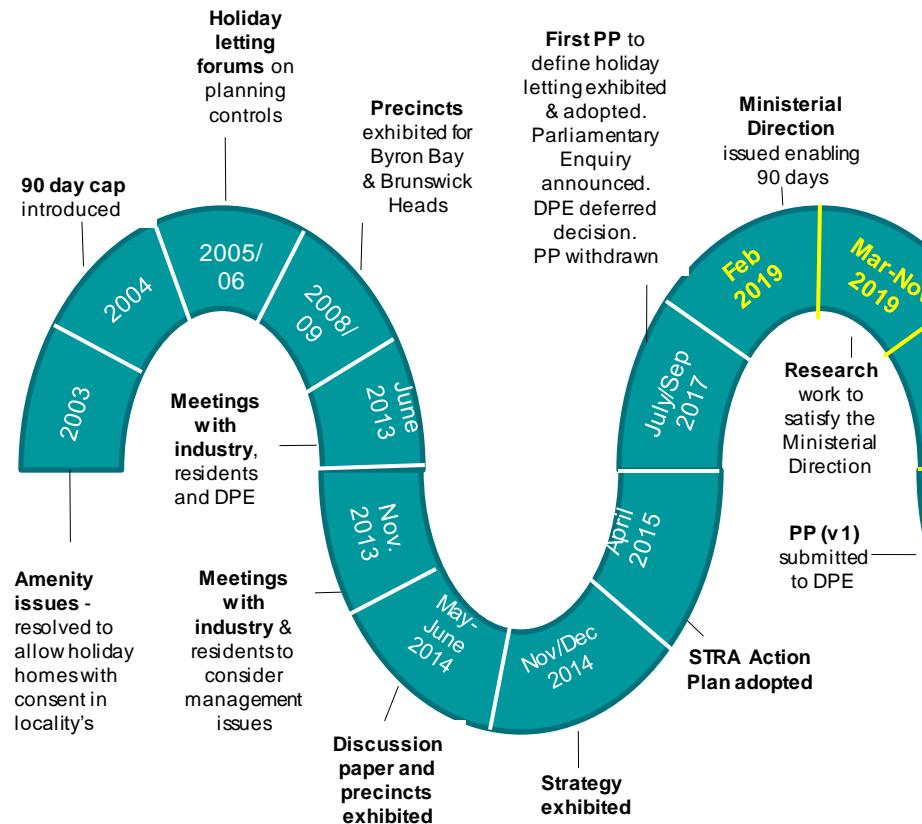 2003
Amenity
issues -
resolved to
allow holiday
homes with
consent in
locality's
2004
90 day cap
introduced
2005/
06
Holiday
letting
forums on
planning
controls
2008/
09
Precincts
exhibited for
Byron Bay
& Brunswick
Heads
June
2013
Meetings
with
industry,
residents
and DPE
Nov.
2013
Meetings
with
industry &
residents to
consider
management
issues
May-
June
2014
Discussion
paper and
precincts
exhibited
Nov/Dec
2014
Strategy
exhibited
April
2015
STRA Action
Plan adopted
July/Sep
2017
First PP to
define holiday
letting exhibited
& adopted.
Parliamentary
Enquiry
announced.
DPE deferred
decision.
PP withdrawn
Feb
2019
Ministerial
Direction
issued enabling
90 days
Mar-Nov
2019
Research
work to
satisfy the
Ministerial
Direction
PP (v1)
submitted
to DPE